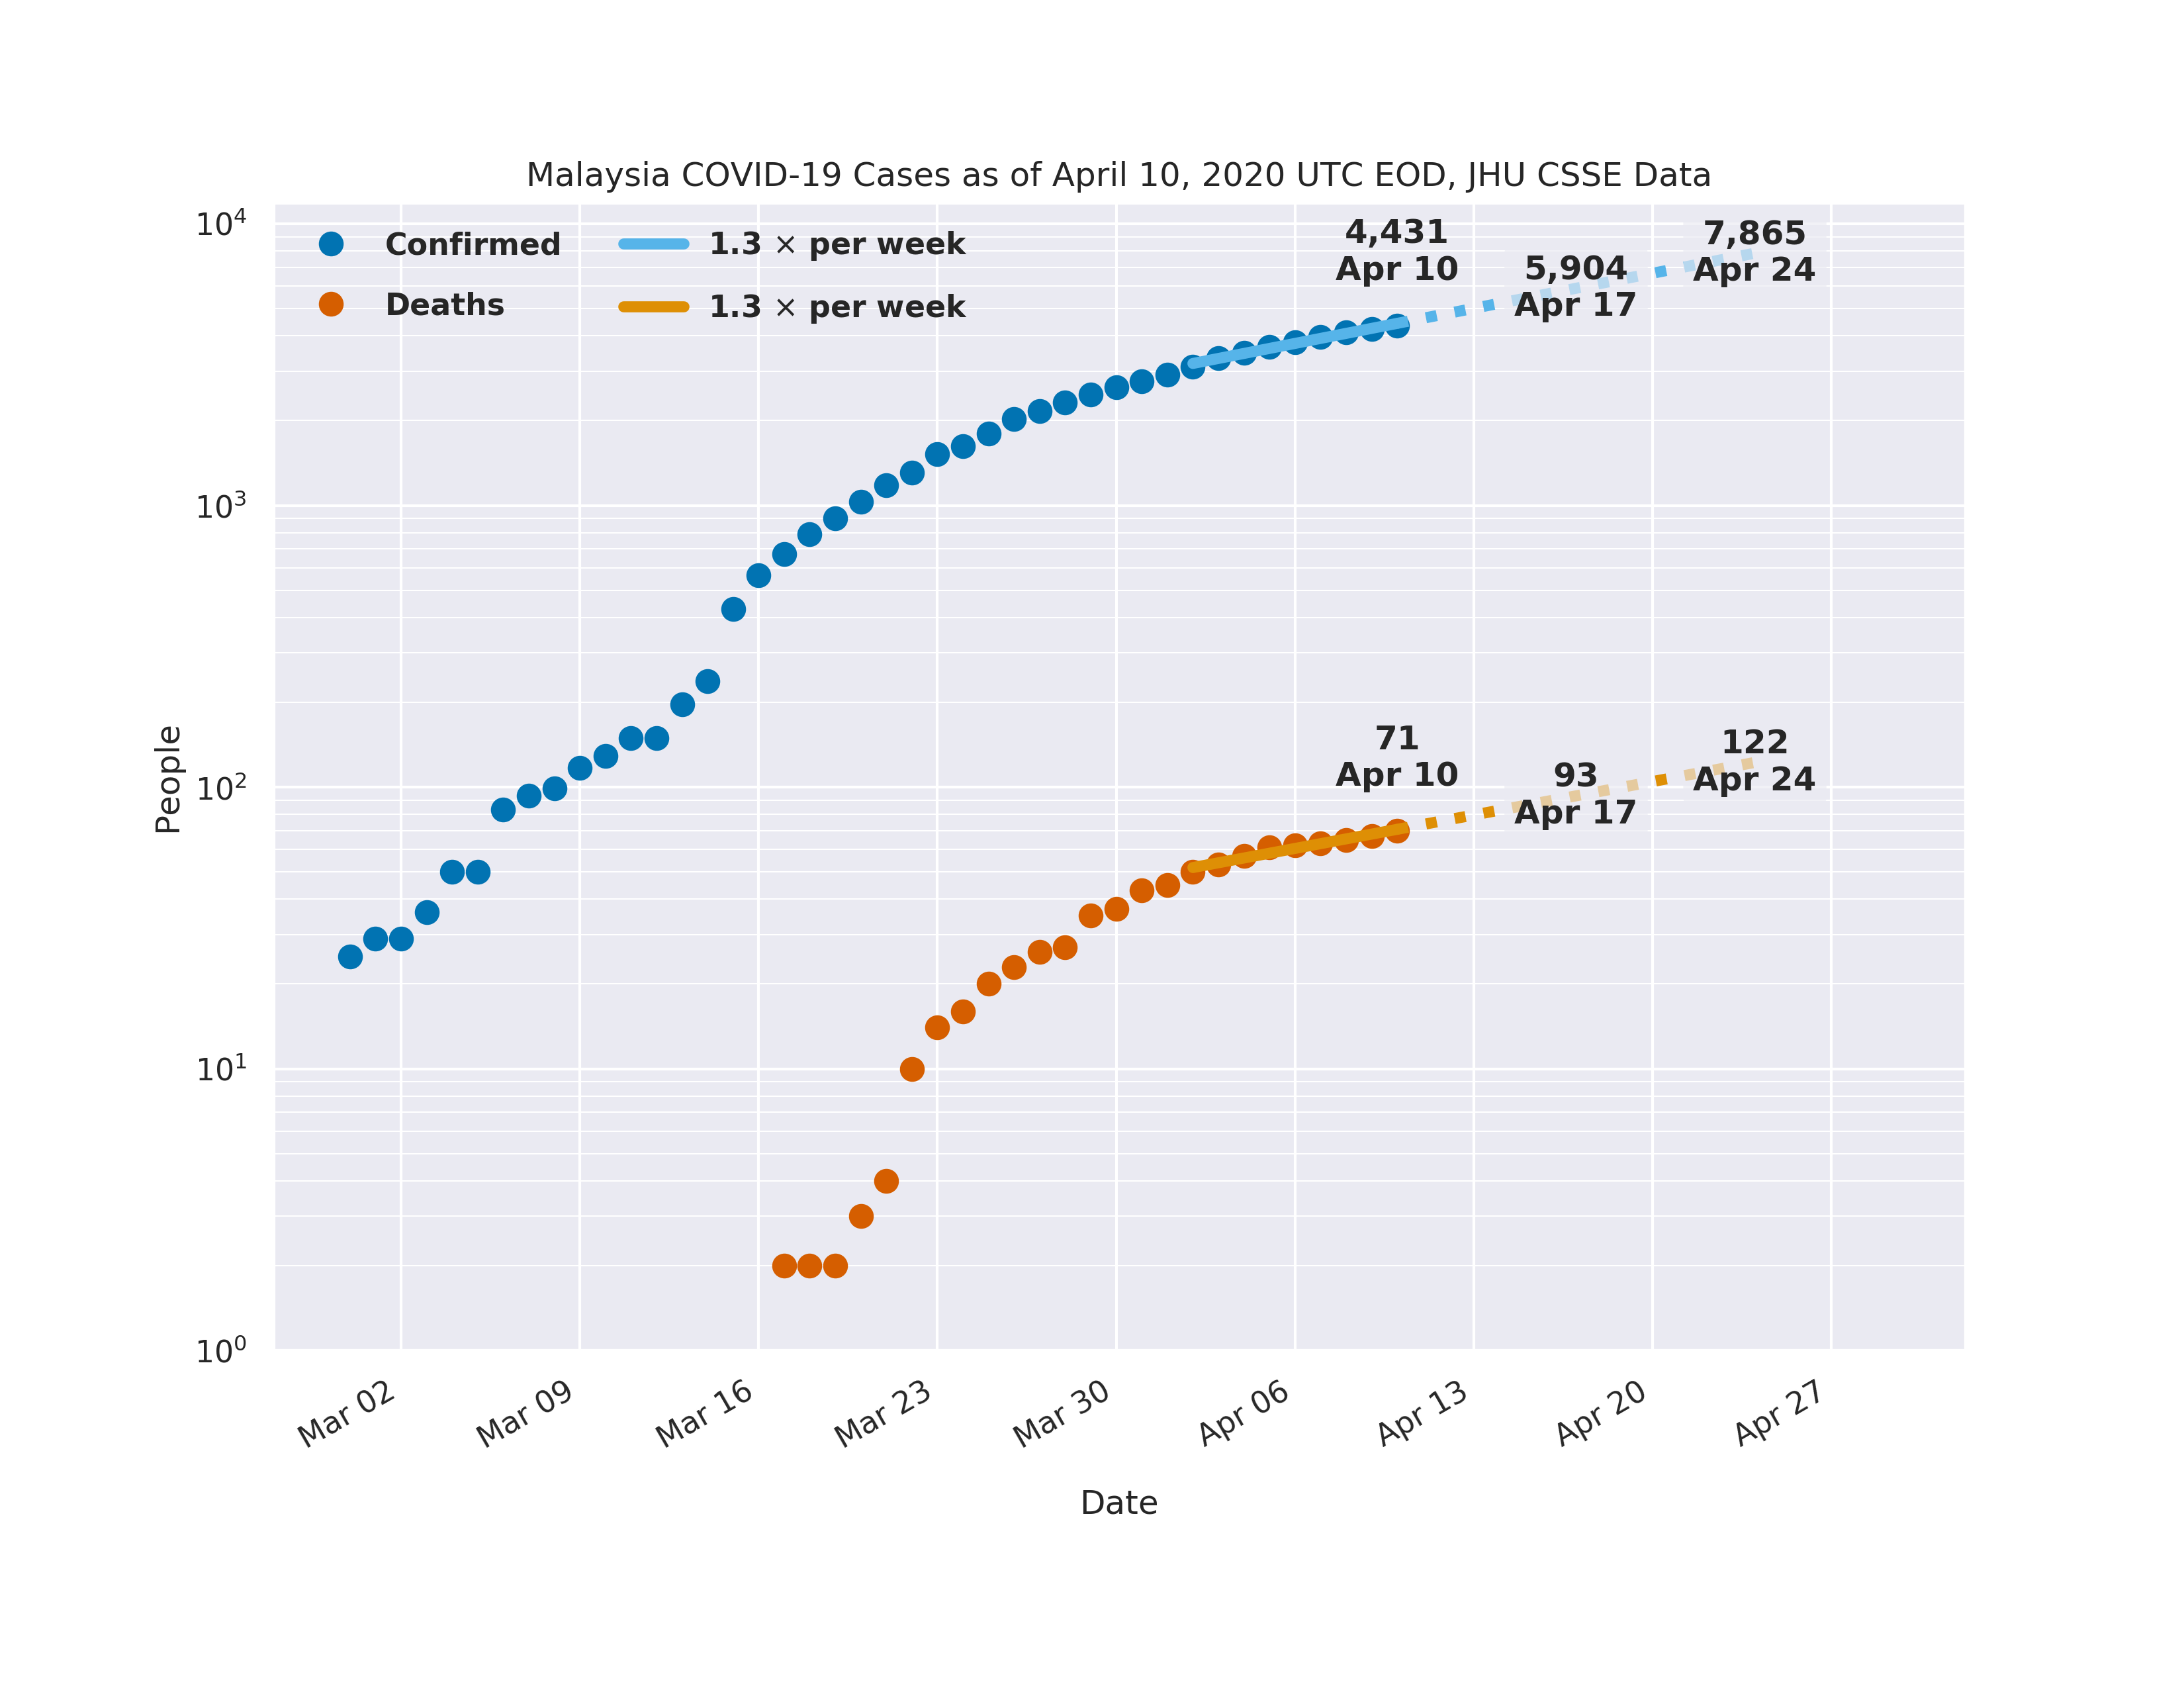 Malaysia COVID-19 Cases as of April 10, 2020 UTC EOD, JHU CSSE Data
Confirmed
Deaths
1.3 × per week
1.3 × per week
4,431
Apr 10
5,904
Apr 17
7,865
Apr 24
71
Apr 10
93
Apr 17
122
Apr 24
People
10⁴
10³
10²
10¹
10⁰
Mar 02
Mar 09
Mar 16
Mar 23
Mar 30
Apr 06
Apr 13
Apr 20
Apr 27
Date